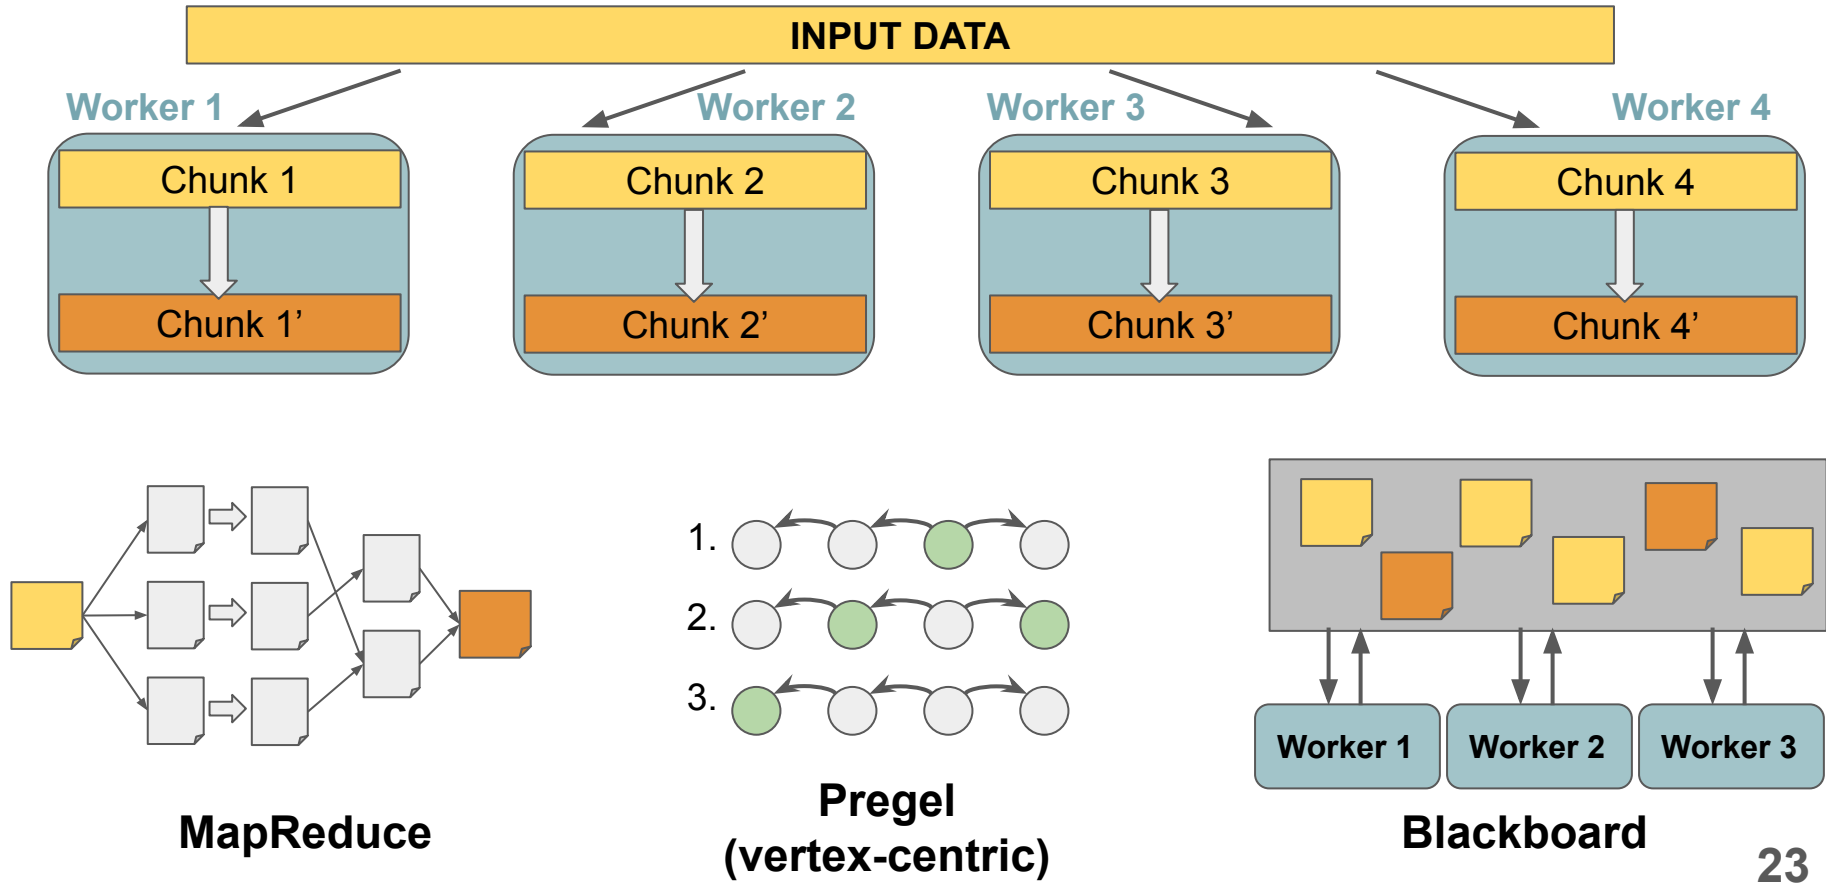 INPUT DATA
Worker 1
Worker 2
Worker 3
Worker 4
Chunk 1
Chunk 2
Chunk 3
Chunk 4
Chunk 1’
Chunk 2’
Chunk 3’
Chunk 4’
1.
2.
3.
Worker 1
Worker 2
Worker 3
MapReduce
Pregel
(vertex-centric)
Blackboard
23